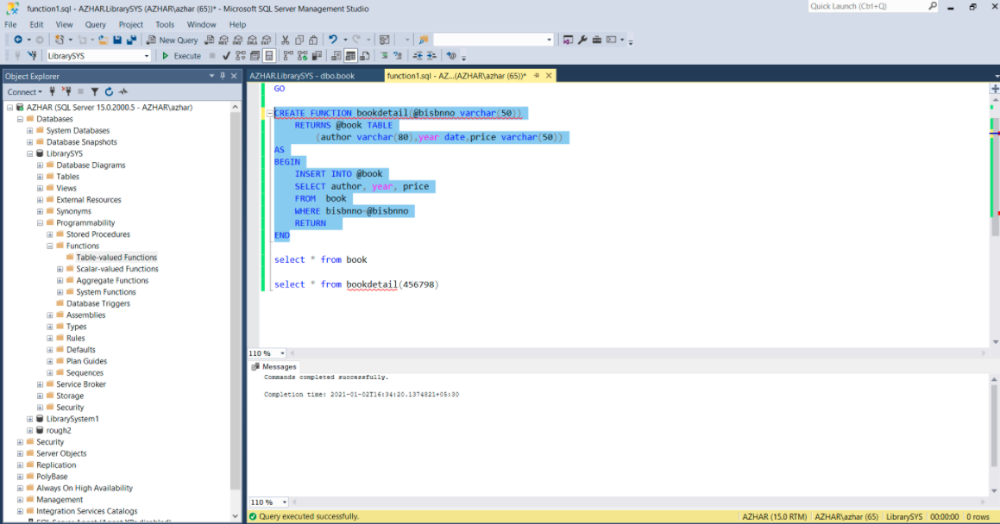 function1.sql - AZHAR.LibrarySYS (AZHAR\azhar (65))* - Microsoft SQL Server Management Studio
Quick Launch (Ctrl+Q)
File Edit View Query Project Tools Window Help
New Query
LibrarySYS Execute
Object Explorer
AZHAR.LibrarySYS - dbo.book
function1.sql - AZ...(AZHAR\azhar (65))*
Connect
AZHAR (SQL Server 15.0.2000.5 - AZHAR\azhar)
Databases
System Databases
Database Snapshots
LibrarySYS
Database Diagrams
Tables
Views
External Resources
Synonyms
Programmability
Stored Procedures
Functions
Table-valued Functions
Scalar-valued Functions
Aggregate Functions
System Functions
Database Triggers
Assemblies
Types
Rules
Defaults
Plan Guides
Sequences
Service Broker
Storage
Security
LibrarySystem1
rough2
Security
Server Objects
Replication
PolyBase
Always On High Availability
Management
Integration Services Catalogs
SQL Server Agent (Agent XPs disabled)
GO
CREATE FUNCTION bookdetail(@bisbnno varchar(50))
RETURNS @book TABLE
(author varchar(80),year date,price varchar(50))
AS
BEGIN
INSERT INTO @book
SELECT author, year, price
FROM book
WHERE bisbnno=@bisbnno
RETURN
END
select * from book
select * from bookdetail(456798)
110 %
Messages
Commands completed successfully.
Completion time: 2021-01-02T16:34:20.1374821+05:30
110 %
Query executed successfully.
AZHAR (15.0 RTM) AZHAR\azhar (65) LibrarySYS 00:00:00 0 rows